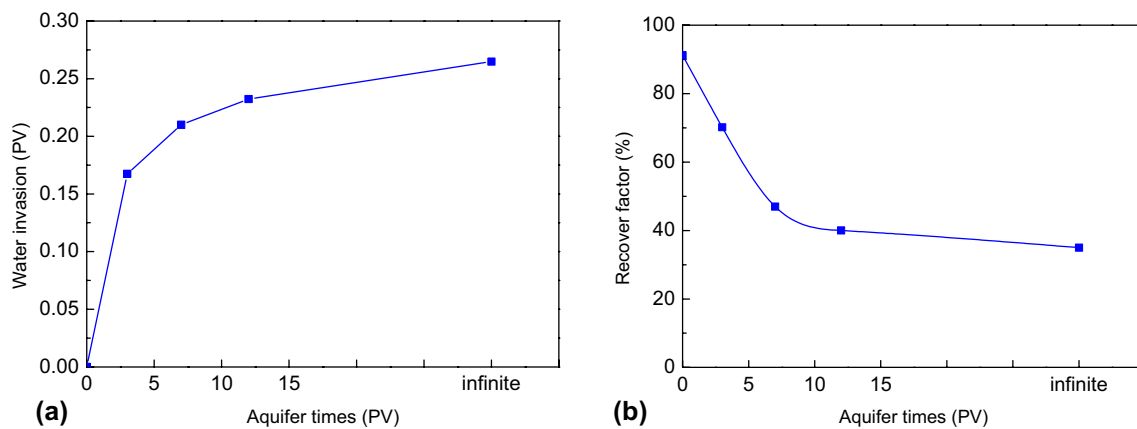 0.30
0.25
0.20
0.15
0.10
0.05
0.00
Water invasion (PV)
0 5 10 15 infinite
Aquifer times (PV)
(a)
100
80
60
40
20
0
Recover factor (%)
0 5 10 15 infinite
Aquifer times (PV)
(b)